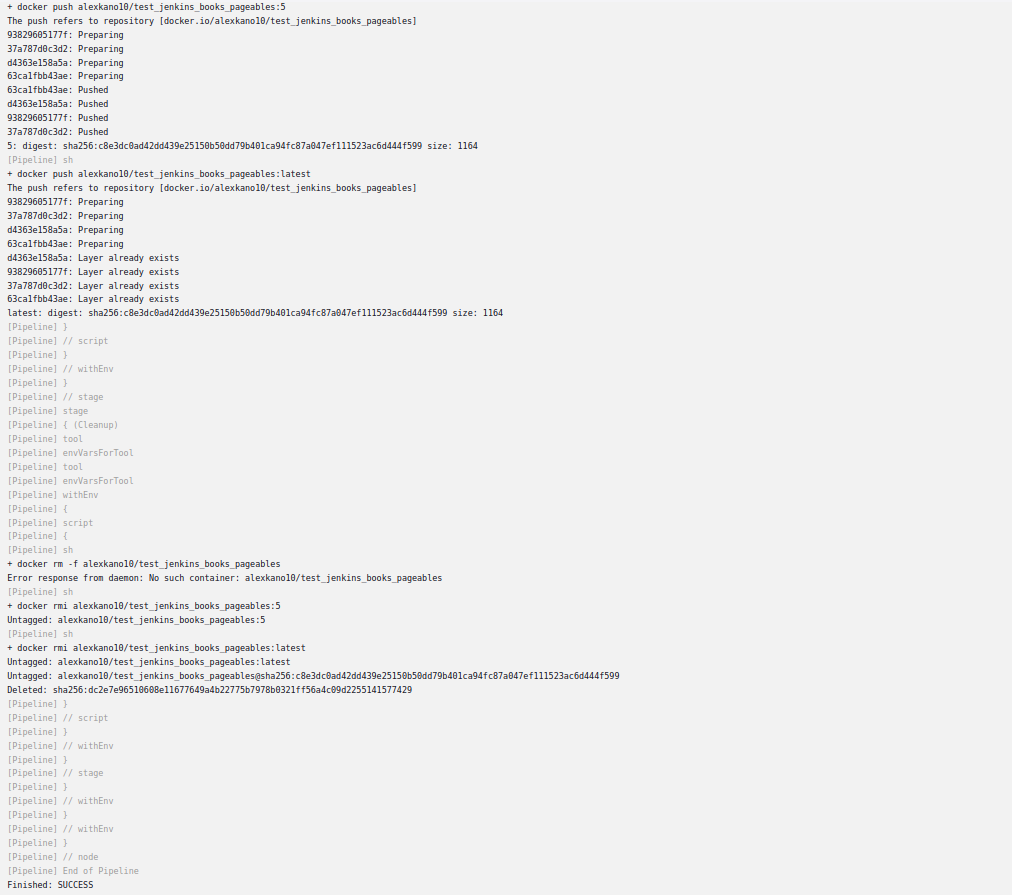 + docker push alexkano10/test_jenkins_books_pageables:5
The push refers to repository [docker.io/alexkano10/test_jenkins_books_pageables]
93829605177f: Preparing
37a787d0c3d2: Preparing
d4363e158a5a: Preparing
63ca1fbb43ae: Preparing
63ca1fbb43ae: Pushed
d4363e158a5a: Pushed
93829605177f: Pushed
37a787d0c3d2: Pushed
5: digest: sha256:c8e3dc0ad42dd439e25150b50dd79b401ca94fc87a047ef111523ac6d444f599 size: 1164
[Pipeline] sh
+ docker push alexkano10/test_jenkins_books_pageables:latest
The push refers to repository [docker.io/alexkano10/test_jenkins_books_pageables]
93829605177f: Preparing
37a787d0c3d2: Preparing
d4363e158a5a: Preparing
63ca1fbb43ae: Preparing
d4363e158a5a: Layer already exists
93829605177f: Layer already exists
37a787d0c3d2: Layer already exists
63ca1fbb43ae: Layer already exists
latest: digest: sha256:c8e3dc0ad42dd439e25150b50dd79b401ca94fc87a047ef111523ac6d444f599 size: 1164
[Pipeline] }
[Pipeline] // script
[Pipeline] }
[Pipeline] // withEnv
[Pipeline] }
[Pipeline] // stage
[Pipeline] stage
[Pipeline] { (Cleanup)
[Pipeline] tool
[Pipeline] envVarsForTool
[Pipeline] tool
[Pipeline] envVarsForTool
[Pipeline] withEnv
[Pipeline] {
[Pipeline] script
[Pipeline] {
[Pipeline] sh
+ docker rm -f alexkano10/test_jenkins_books_pageables
Error response from daemon: No such container: alexkano10/test_jenkins_books_pageables
[Pipeline] sh
+ docker rmi alexkano10/test_jenkins_books_pageables:5
Untagged: alexkano10/test_jenkins_books_pageables:5
[Pipeline] sh
+ docker rmi alexkano10/test_jenkins_books_pageables:latest
Untagged: alexkano10/test_jenkins_books_pageables:latest
Untagged: alexkano10/test_jenkins_books_pageables@sha256:c8e3dc0ad42dd439e25150b50dd79b401ca94fc87a047ef111523ac6d444f599
Deleted: sha256:dc2e7e96510608e11677649a4b22775b7978b0321ff56a4c09d2255141577429
[Pipeline] }
[Pipeline] // script
[Pipeline] }
[Pipeline] // withEnv
[Pipeline] }
[Pipeline] // stage
[Pipeline] }
[Pipeline] // withEnv
[Pipeline] }
[Pipeline] // withEnv
[Pipeline] }
[Pipeline] // node
[Pipeline] End of Pipeline
Finished: SUCCESS